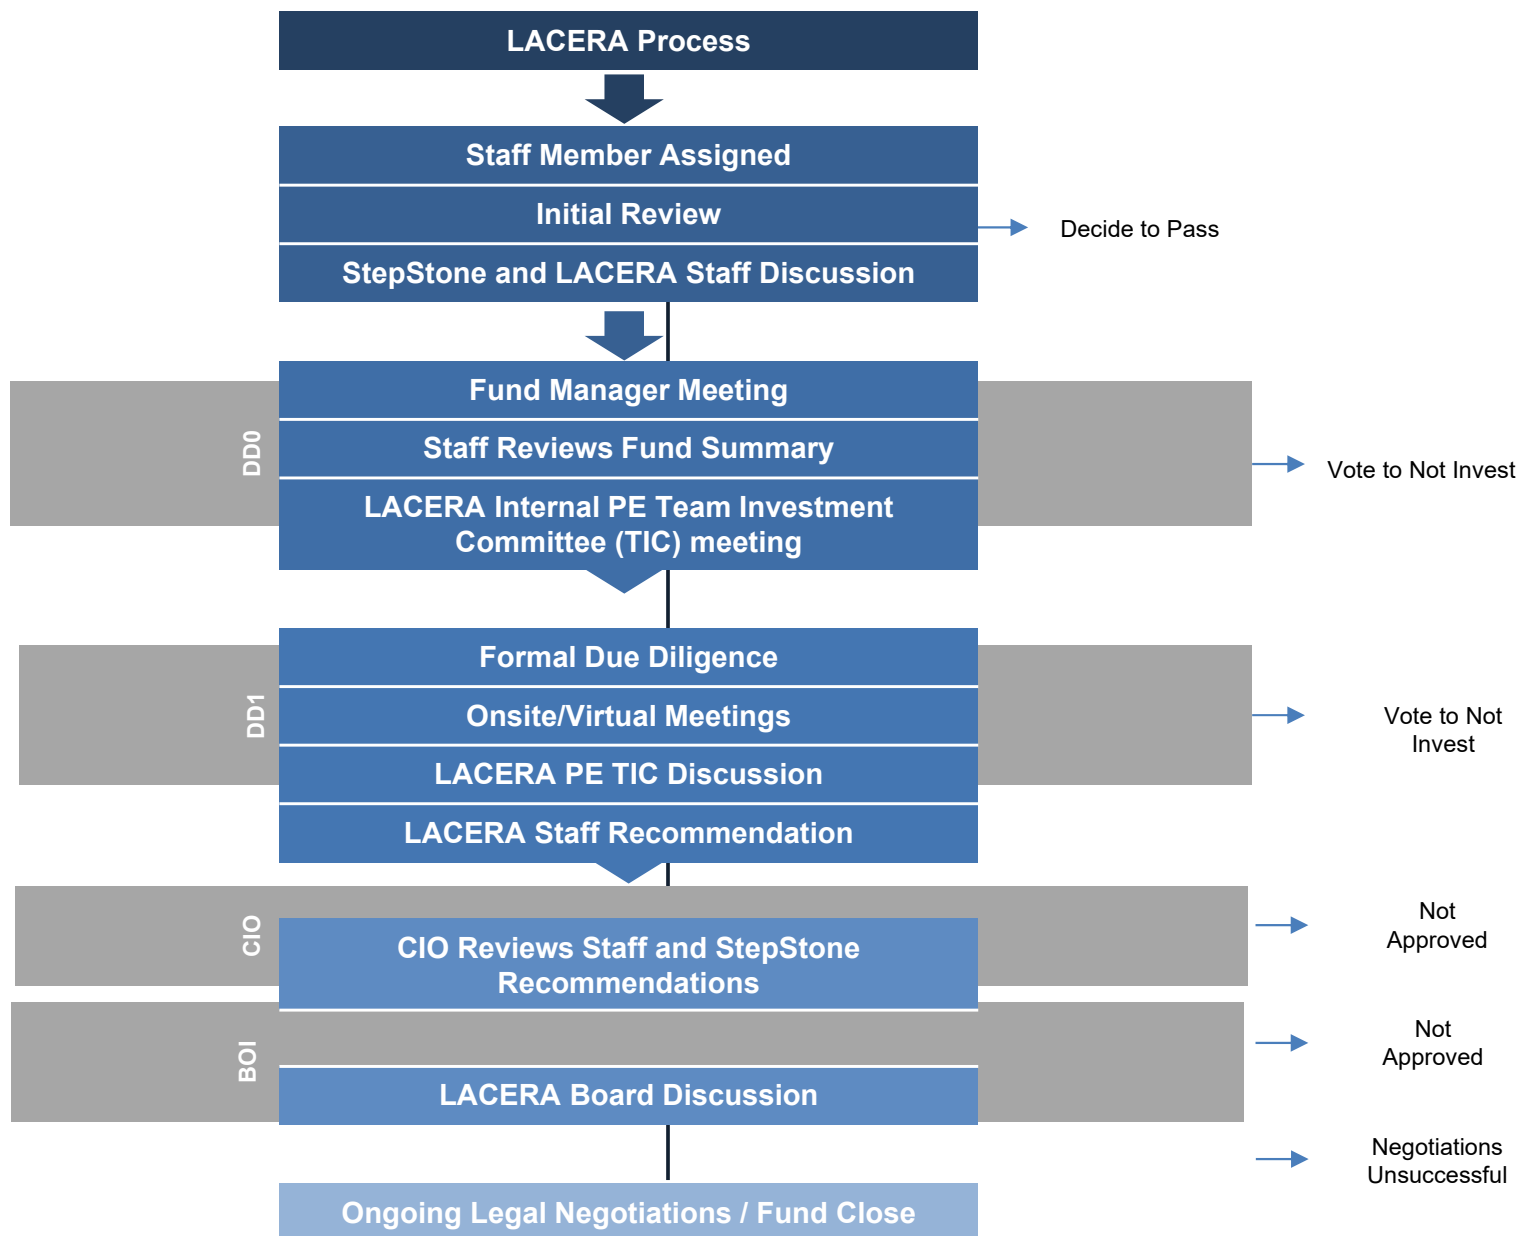 LACERA Process
Staff Member Assigned
Initial Review
Decide to Pass
StepStone and LACERA Staff Discussion
Fund Manager Meeting
DD0
Staff Reviews Fund Summary
Vote to Not Invest
LACERA Internal PE Team Investment
Committee (TIC) meeting
Formal Due Diligence
DD1
Onsite/Virtual Meetings
Vote to Not
Invest
LACERA PE TIC Discussion
LACERA Staff Recommendation
CIO
CIO Reviews Staff and StepStone
Recommendations
Not
Approved
BOI
Not
Approved
LACERA Board Discussion
Negotiations
Unsuccessful
Ongoing Legal Negotiations / Fund Close